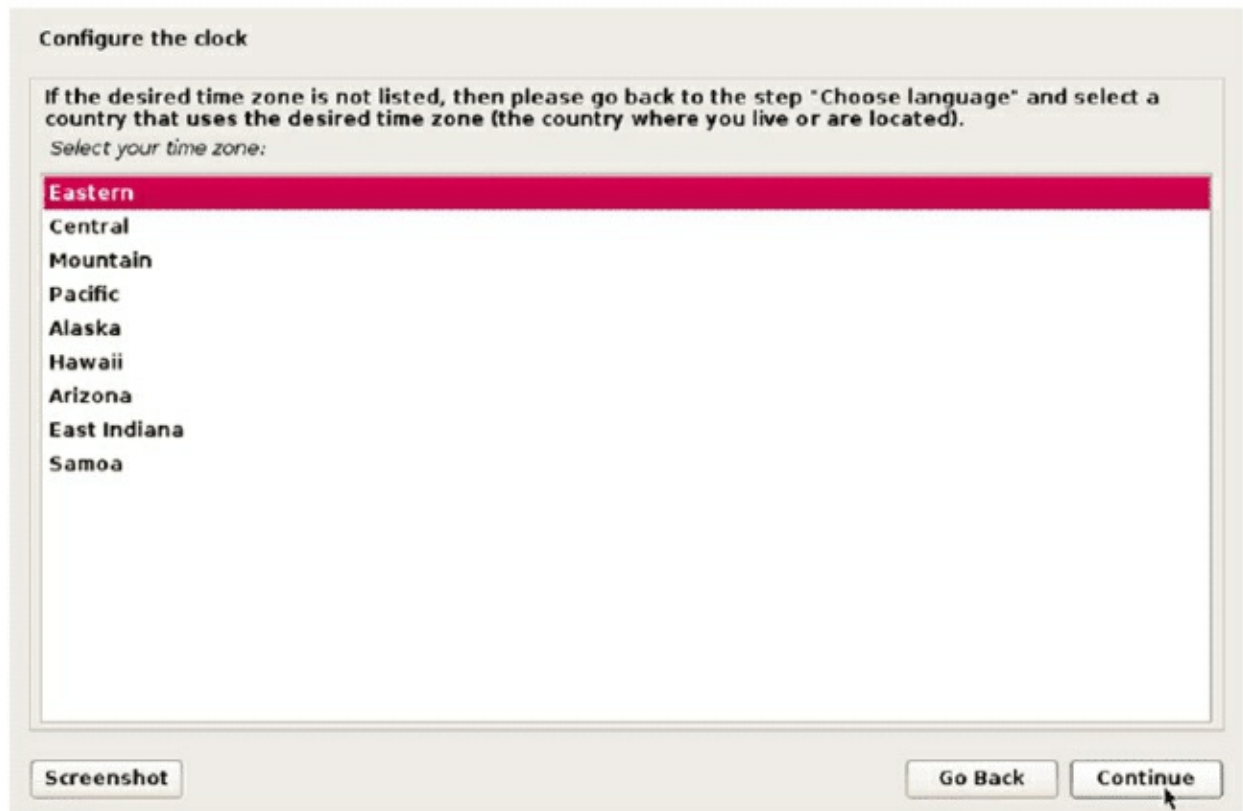 Configure the clock
If the desired time zone is not listed, then please go back to the step "Choose language" and select a
country that uses the desired time zone (the country where you live or are located).
Select your time zone:
Eastern
Central
Mountain
Pacific
Alaska
Hawaii
Arizona
East Indiana
Samoa
Screenshot
Go Back
Continue